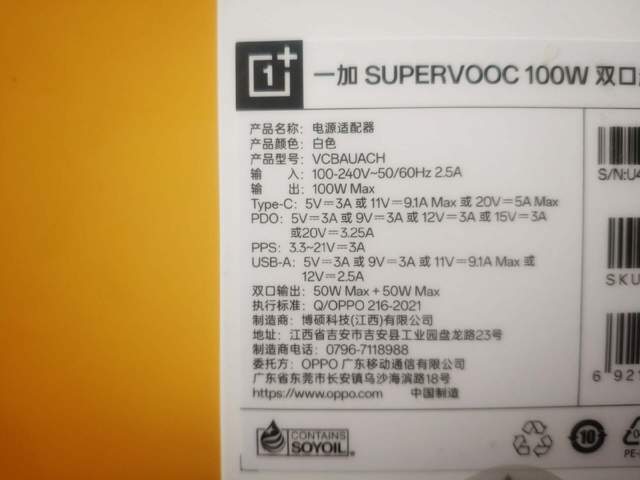 1+
一加 SUPERVOOC 100W 双口
产品名称: 电源适配器
产品颜色: 白色
产品型号: VCBAUACH
输 入: 100-240V~50/60Hz 2.5A
输 出: 100W Max
Type-C: 5V⎓3A 或 11V⎓9.1A Max 或 20V⎓5A Max
PDO: 5V⎓3A 或 9V⎓3A 或 12V⎓3A 或 15V⎓3A
或20V⎓3.25A
PPS: 3.3-21V⎓3A
USB-A: 5V⎓3A 或 9V⎓3A 或 11V⎓9.1A Max 或
12V⎓2.5A
双口输出: 50W Max + 50W Max
执行标准: Q/OPPO 216-2021
制造商: 博硕科技(江西)有限公司
地址: 江西省吉安市吉安县工业园盘龙路23号
制造商电话: 0796-7118988
委托方: OPPO 广东移动通信有限公司
广东省东莞市长安镇乌沙海滨路18号
https://www.oppo.com 中国制造
CONTAINS
SOYOIL
10
S/N:U4
SKU
6 921
PE-